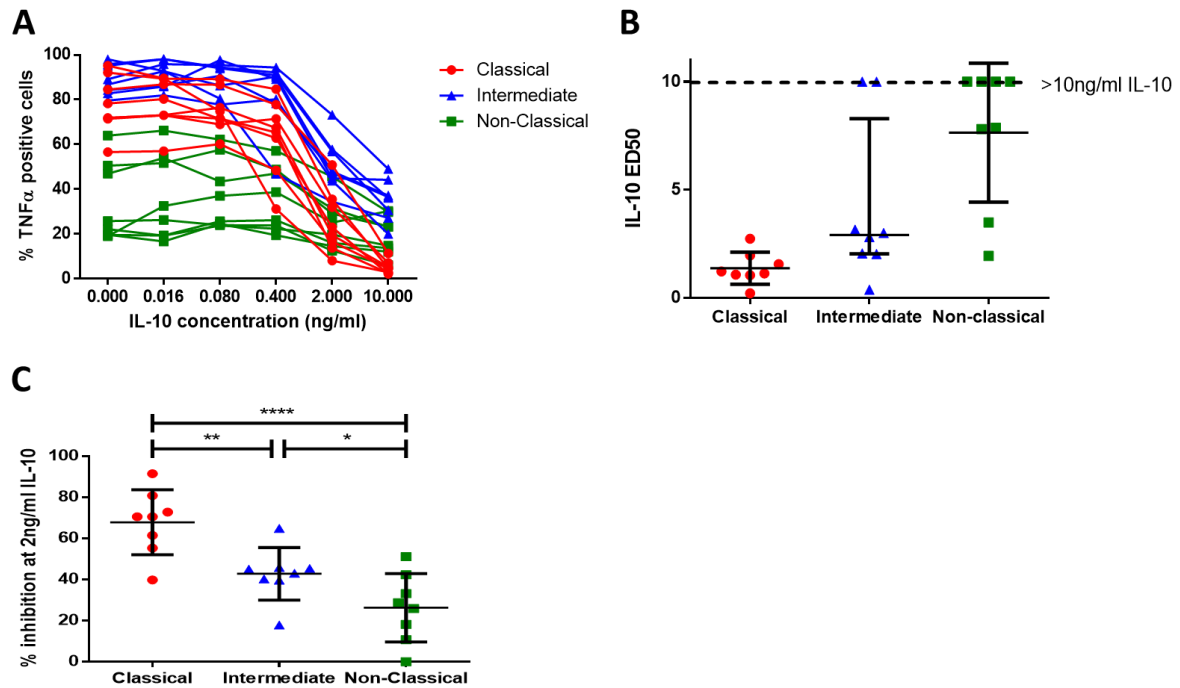 A
% TNFα positive cells
100
80
60
40
20
0
0.000 0.016 0.080 0.400 2.000 10.000
IL-10 concentration (ng/ml)
Classical
Intermediate
Non-Classical
B
IL-10 ED50
10
5
0
>10ng/ml IL-10
Classical Intermediate Non-classical
C
****
** *
% inhibition at 2ng/ml IL-10
100
80
60
40
20
0
Classical Intermediate Non-Classical